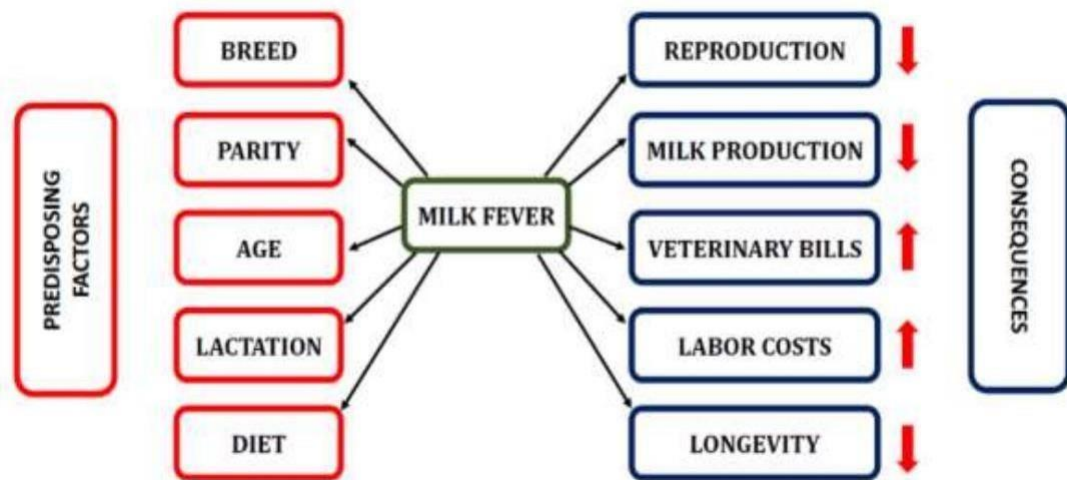 PREDISPOSING
FACTORS
BREED
PARITY
AGE
LACTATION
DIET
MILK FEVER
REPRODUCTION
MILK PRODUCTION
VETERINARY BILLS
LABOR COSTS
LONGEVITY
CONSEQUENCES